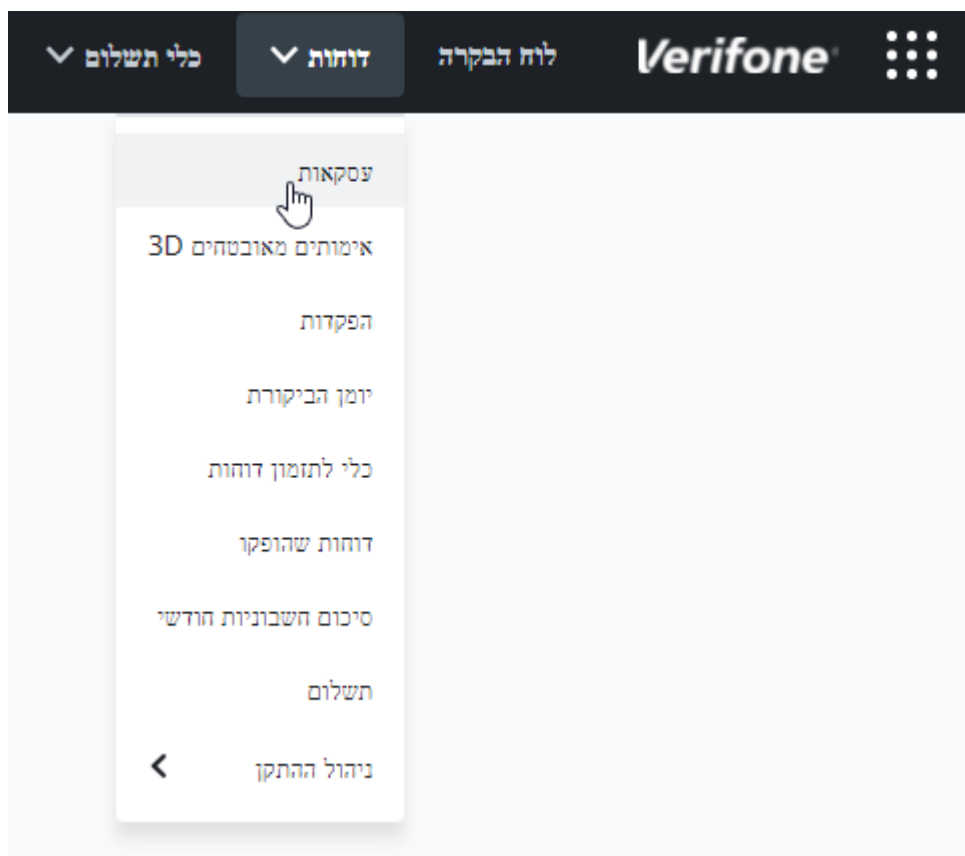 Verifone לוח הבקרה דוחות כלי תשלום
עסקאות
אימותים מאובטחים 3D
הפקדות
יומן הביקורת
כלי לתזמון דוחות
דוחות שהופקו
סיכום חשבוניות חודשי
תשלום
ניהול ההתקן